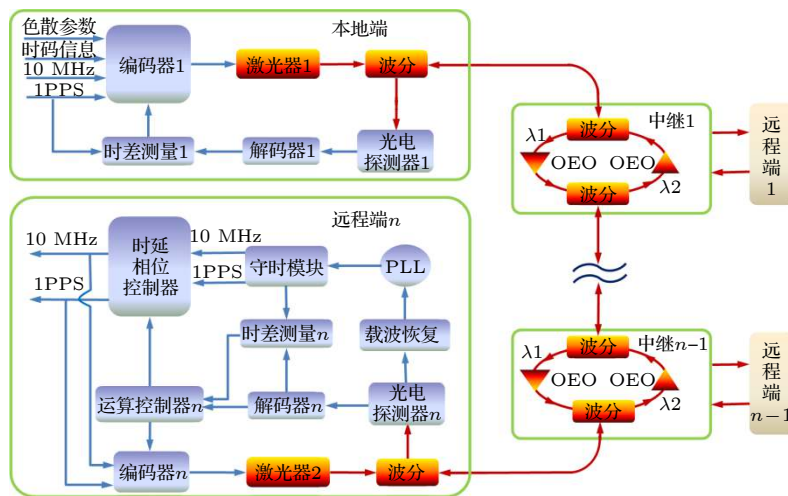 本地端
色散参数
时码信息
10 MHz
1PPS
编码器1
激光器1
波分
时差测量1
解码器1
光电
探测器1
中继1
λ1
波分
OEO
OEO
波分
λ2
远
程
端
1
远程端n
10 MHz
1PPS
时延
相位
控制器
10 MHz
1PPS
守时模块
PLL
时差测量n
载波恢复
运算控制器n
解码器n
光电
探测器n
编码器n
激光器2
波分
中继n-1
λ1
波分
OEO
OEO
波分
λ2
远
程
端
n−1